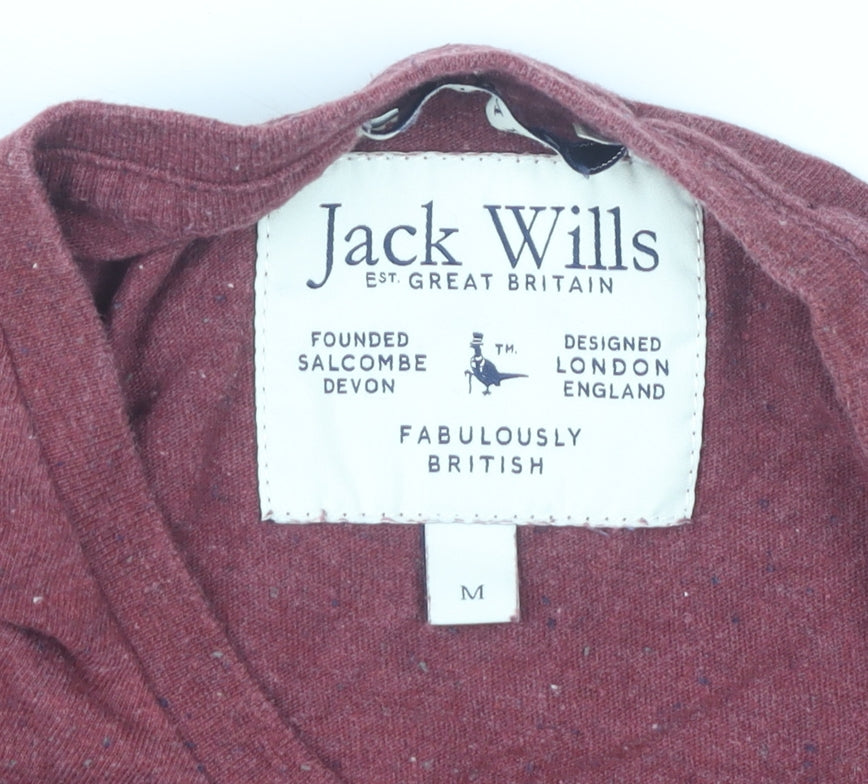 Jack Wills
EST. GREAT BRITAIN
FOUNDED
SALCOMBE
DEVON
TM.
DESIGNED
LONDON
ENGLAND
FABULOUSLY
BRITISH
M